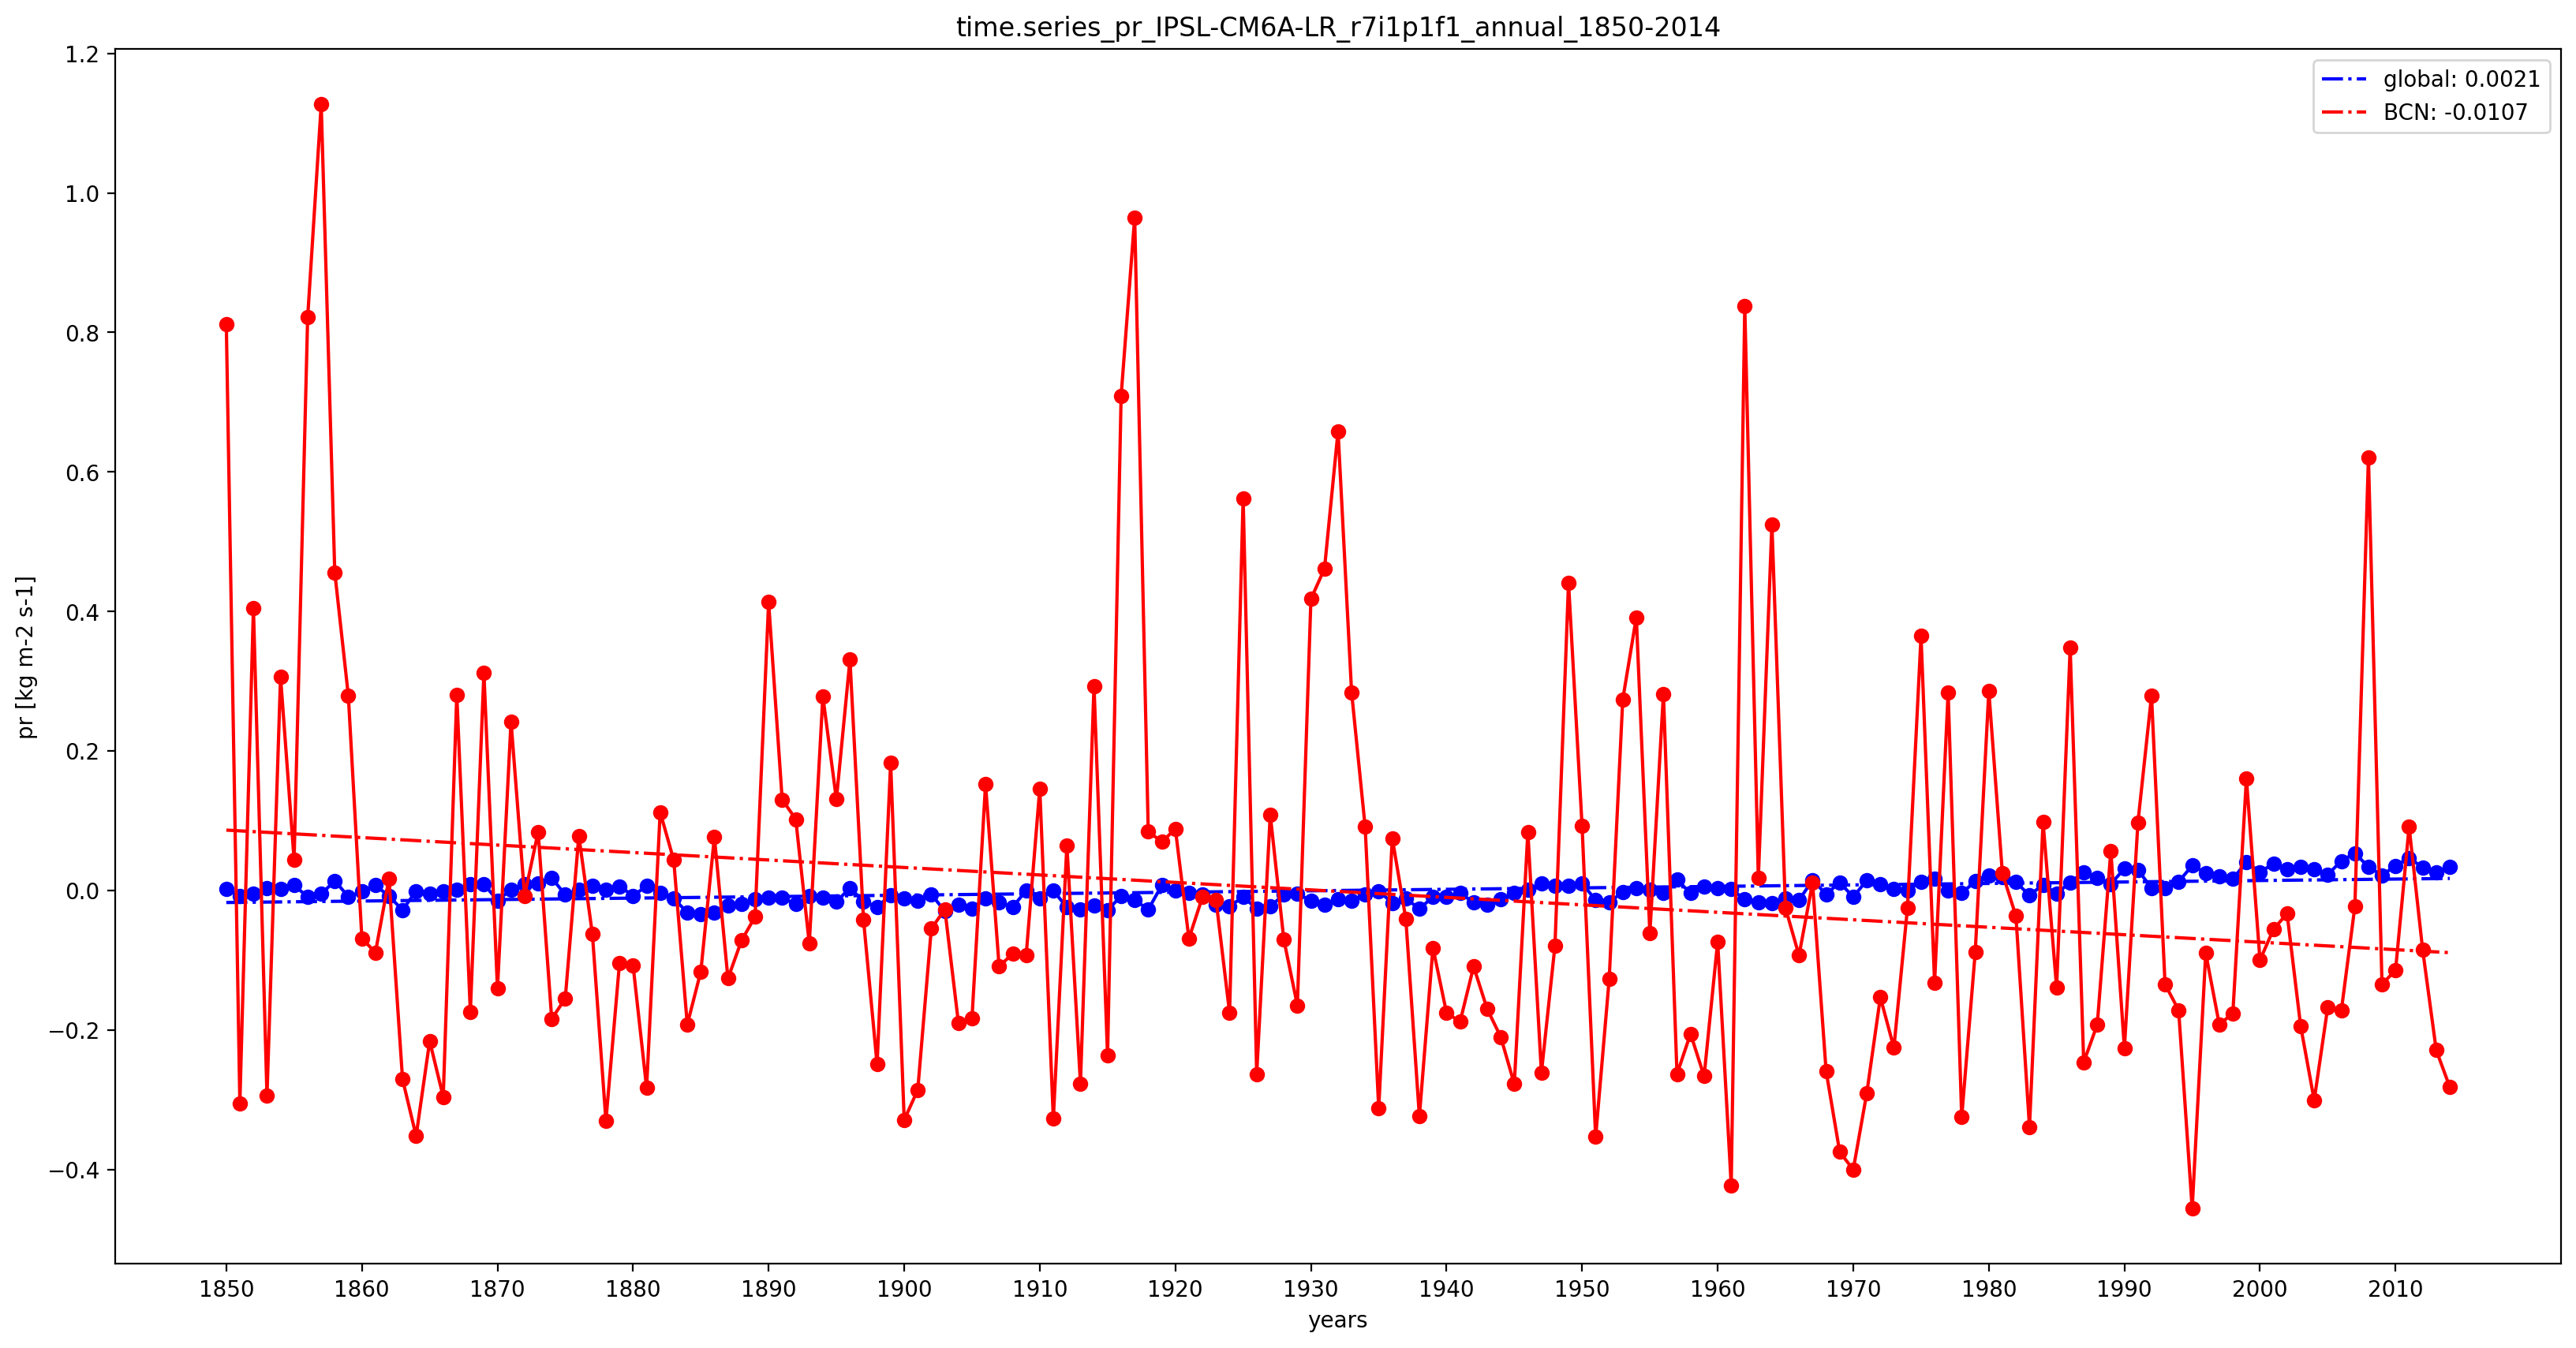 time.series_pr_IPSL-CM6A-LR_r7i1p1f1_annual_1850-2014
global: 0.0021
BCN: -0.0107
pr [kg m-2 s-1]
1.2
1.0
0.8
0.6
0.4
0.2
0.0
−0.2
−0.4
1850 1860 1870 1880 1890 1900 1910 1920 1930 1940 1950 1960 1970 1980 1990 2000 2010
years